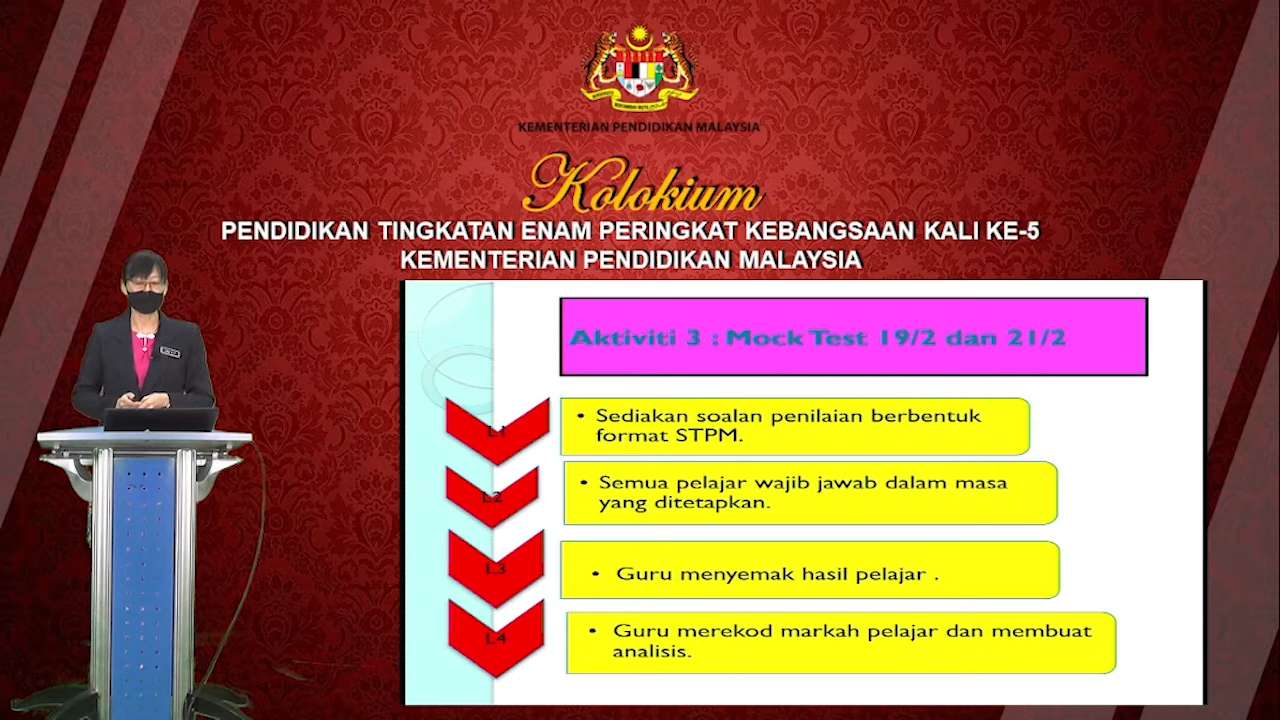 KEMENTERIAN PENDIDIKAN MALAYSIA
Kolokium
PENDIDIKAN TINGKATAN ENAM PERINGKAT KEBANGSAAN KALI KE-5
KEMENTERIAN PENDIDIKAN MALAYSIA
Aktiviti 3 : Mock Test 19/2 dan 21/2
L1
• Sediakan soalan penilaian berbentuk
format STPM.
L2
• Semua pelajar wajib jawab dalam masa
yang ditetapkan.
L3
• Guru menyemak hasil pelajar .
L4
• Guru merekod markah pelajar dan membuat
analisis.